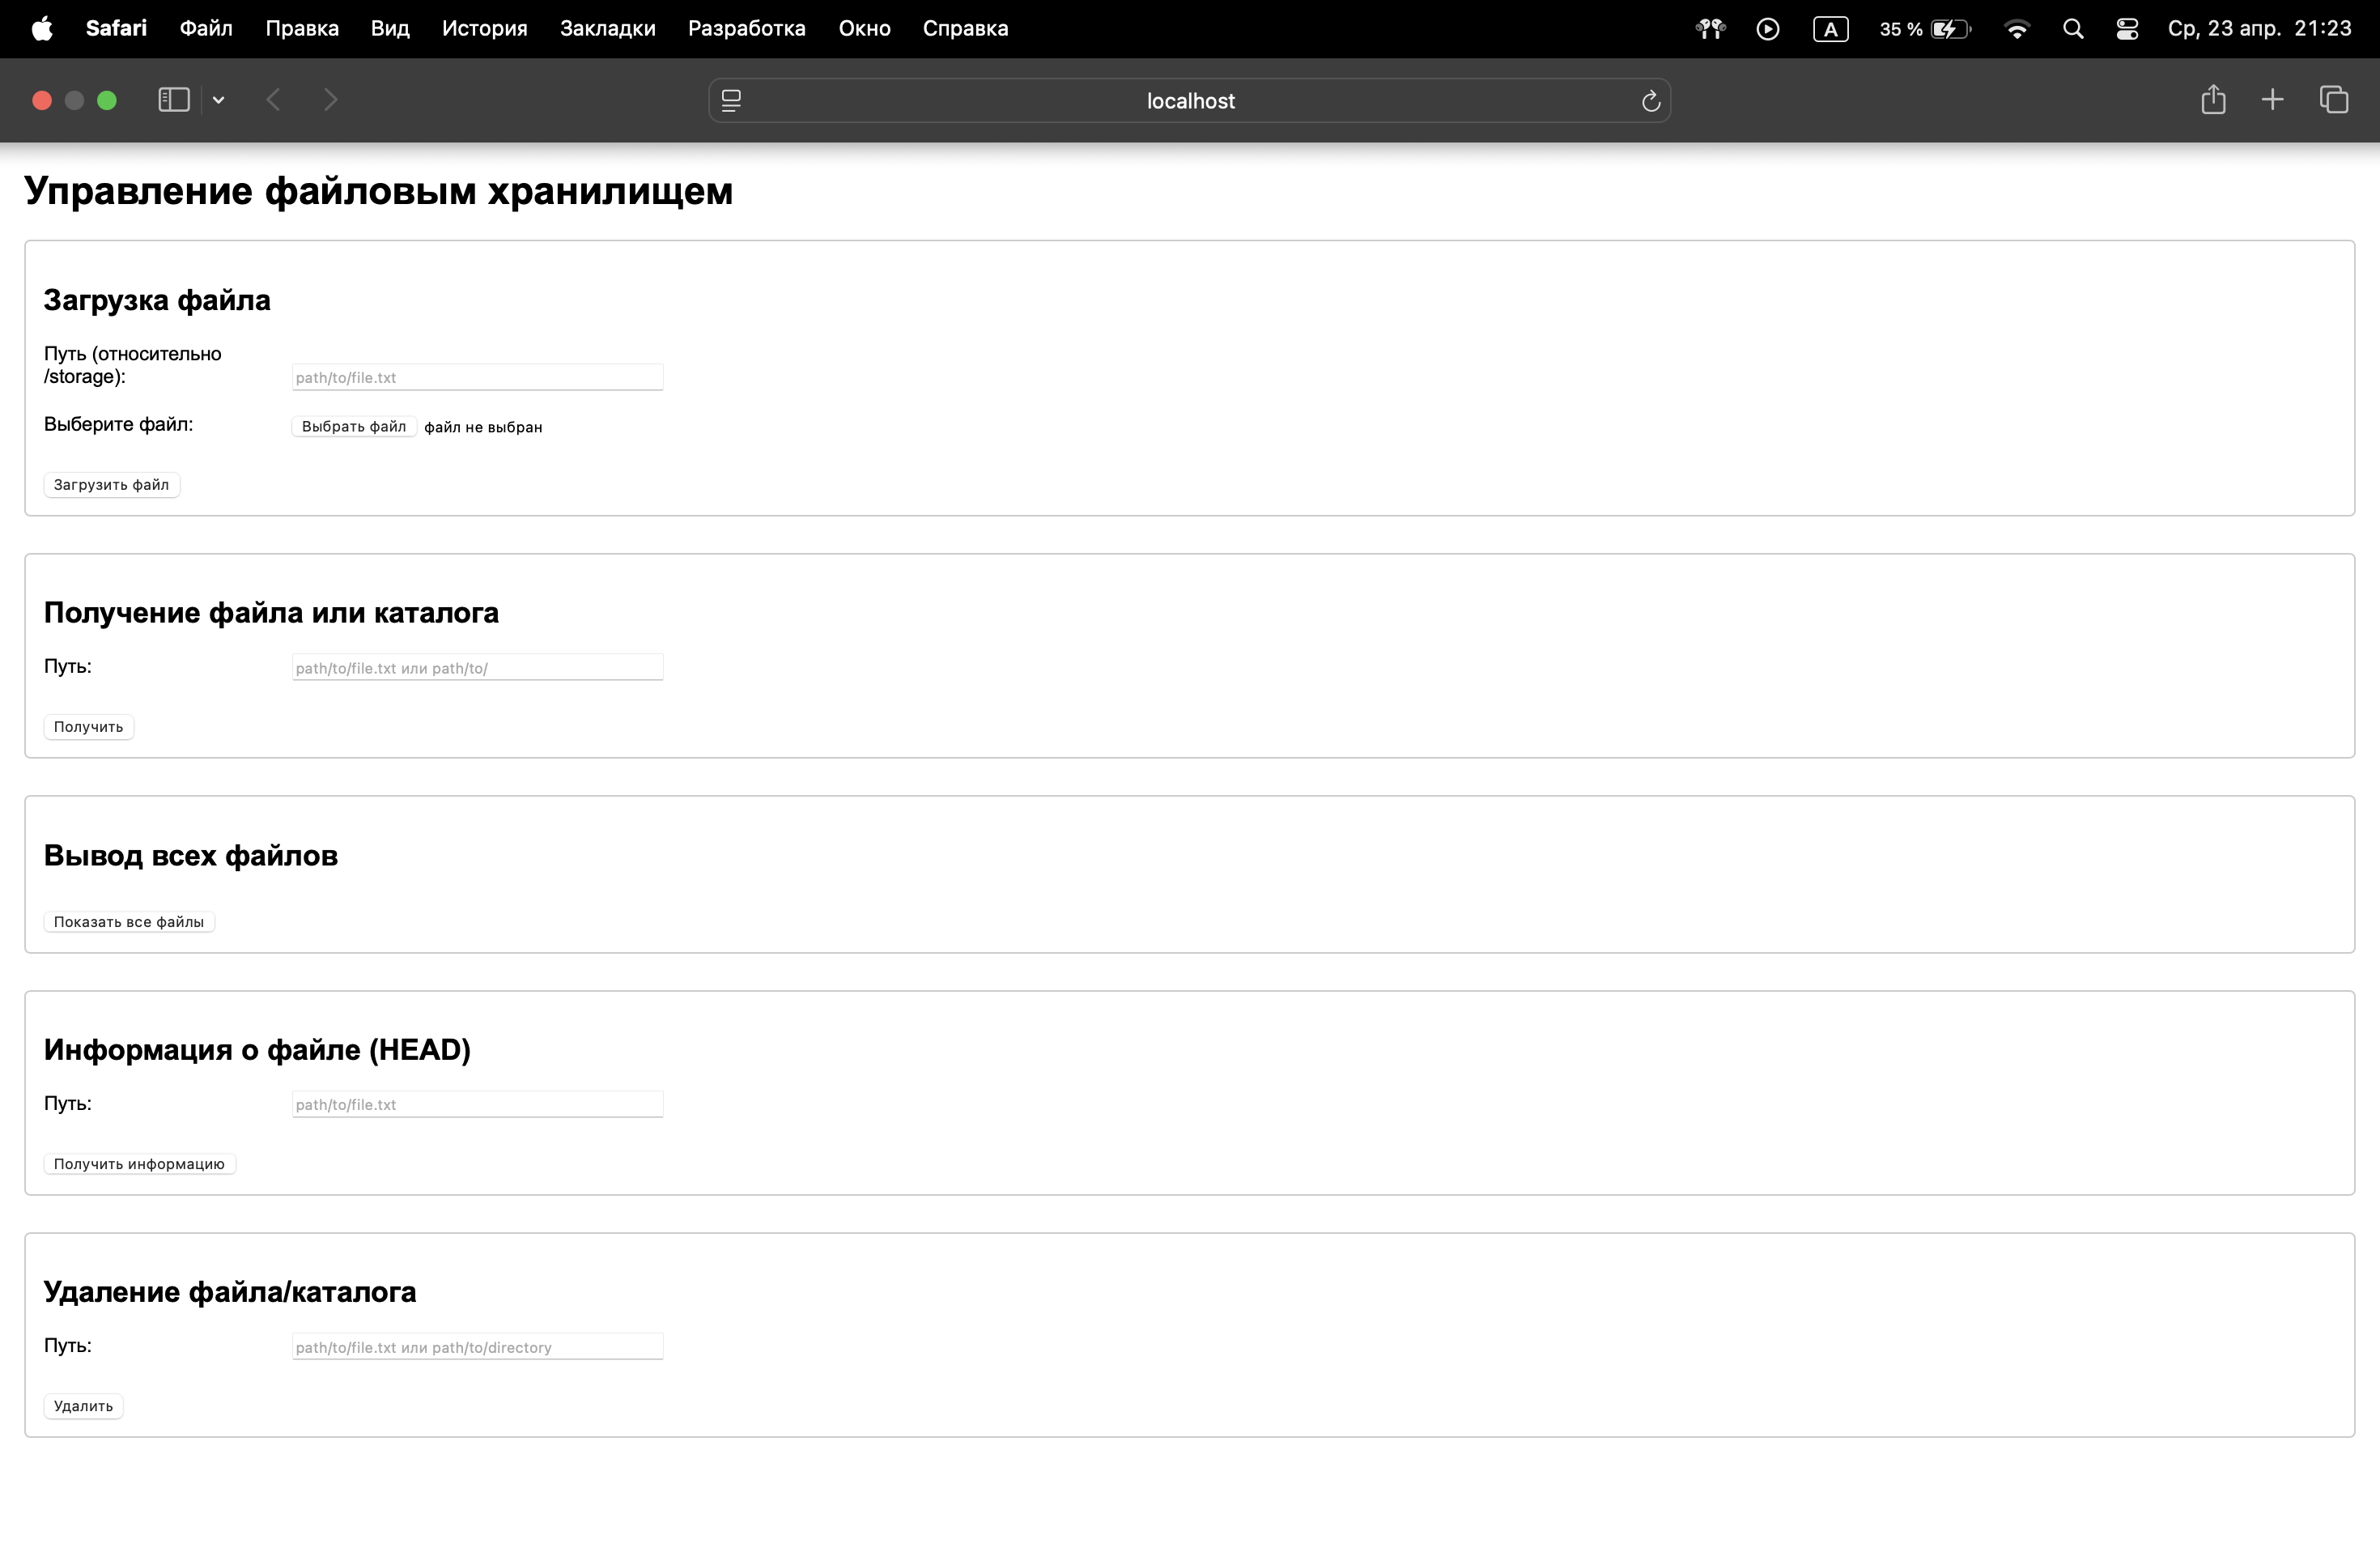 Safari Файл Правка Вид История Закладки Разработка Окно Справка A 35 % Ср, 23 апр. 21:23
localhost
Управление файловым хранилищем
Загрузка файла
Путь (относительно
/storage):
path/to/file.txt
Выберите файл: Выбрать файл файл не выбран
Загрузить файл
Получение файла или каталога
Путь: path/to/file.txt или path/to/
Получить
Вывод всех файлов
Показать все файлы
Информация о файле (HEAD)
Путь: path/to/file.txt
Получить информацию
Удаление файла/каталога
Путь: path/to/file.txt или path/to/directory
Удалить